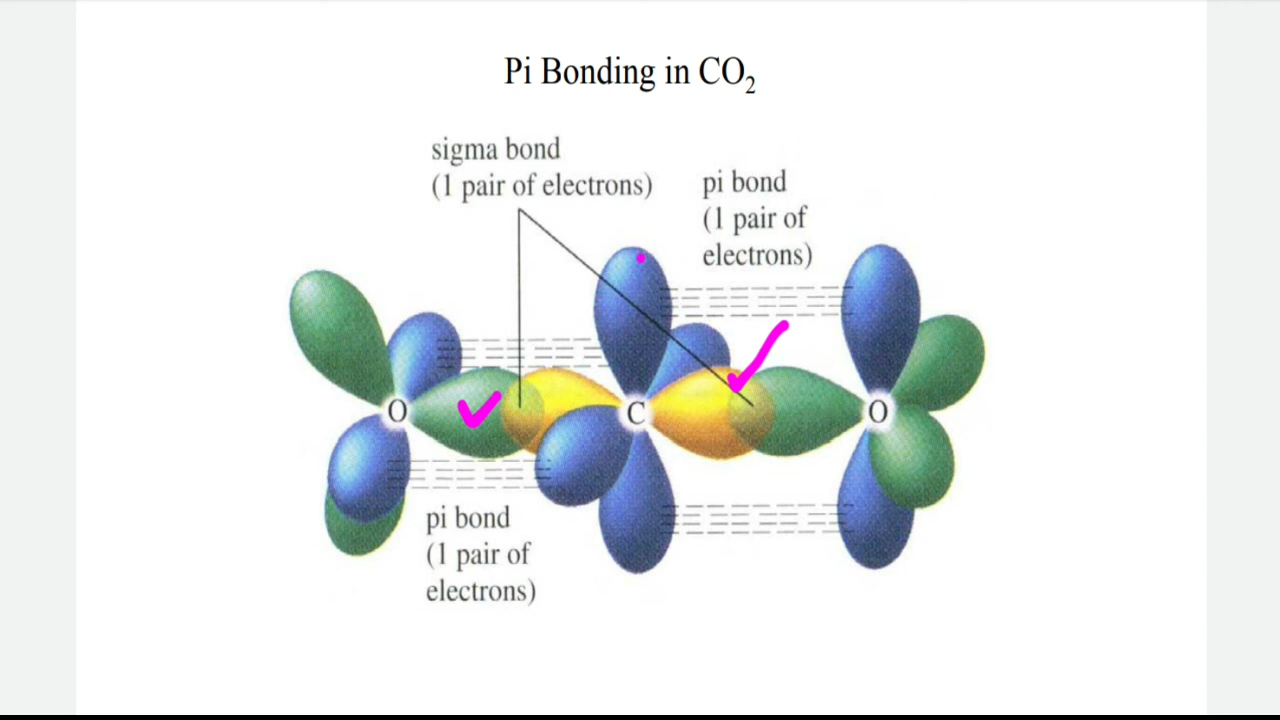 Pi Bonding in CO₂
sigma bond
(1 pair of electrons)
pi bond
(1 pair of
electrons)
O
C
O
pi bond
(1 pair of
electrons)